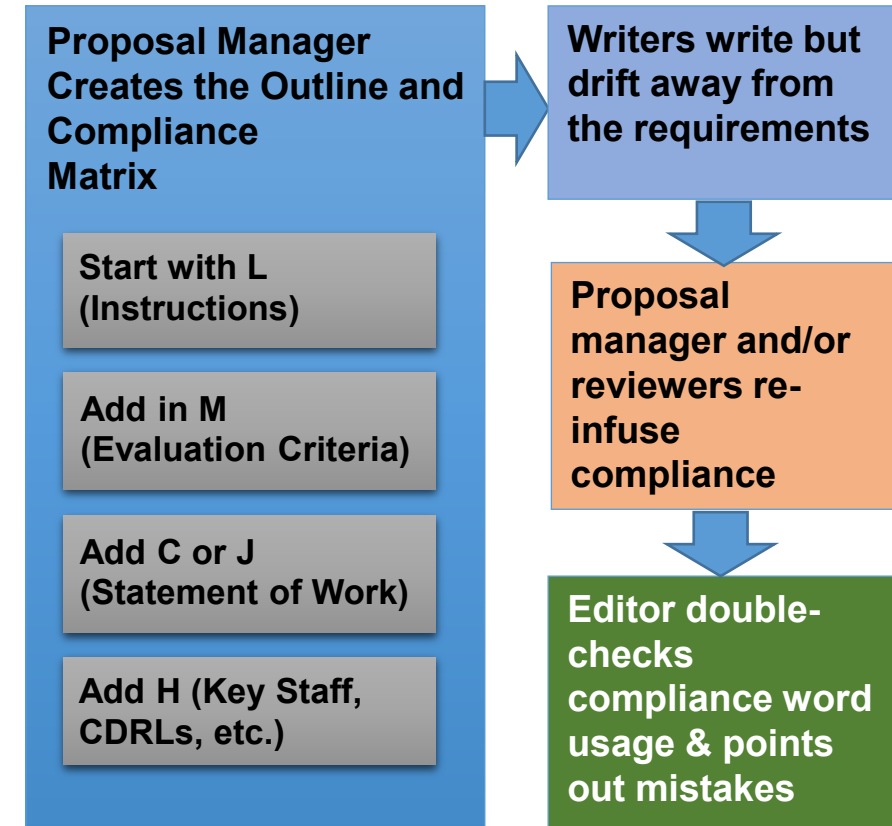 Proposal Manager
Creates the Outline and
Compliance
Matrix
Start with L
(Instructions)
Add in M
(Evaluation Criteria)
Add C or J
(Statement of Work)
Add H (Key Staff,
CDRLs, etc.)
Writers write but
drift away from
the requirements
Proposal
manager and/or
reviewers re-
infuse
compliance
Editor double-
checks
compliance word
usage & points
out mistakes